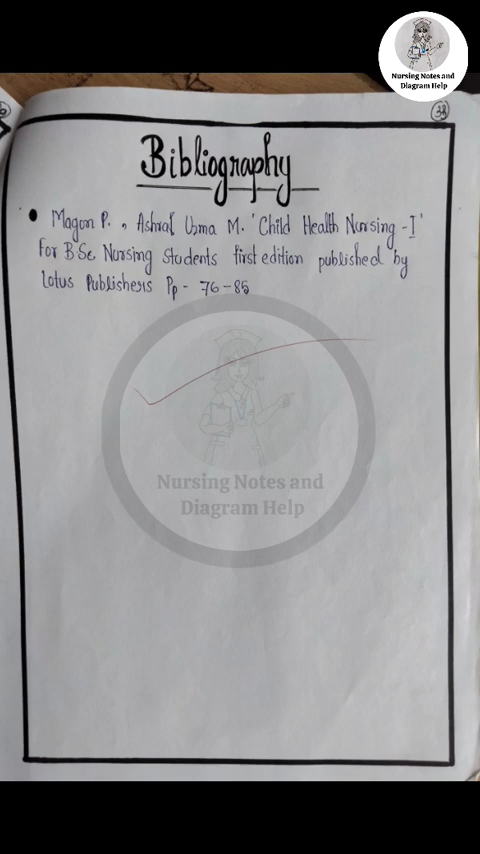 Nursing Notes and
Diagram Help
38
Bibliography
• Magon P. , Ashraf Uzma M. 'Child Health Nursing -I'
For B Sc Nursing Students first edition published by
Lotus Publishers Pp - 76 - 85
Nursing Notes and
Diagram Help